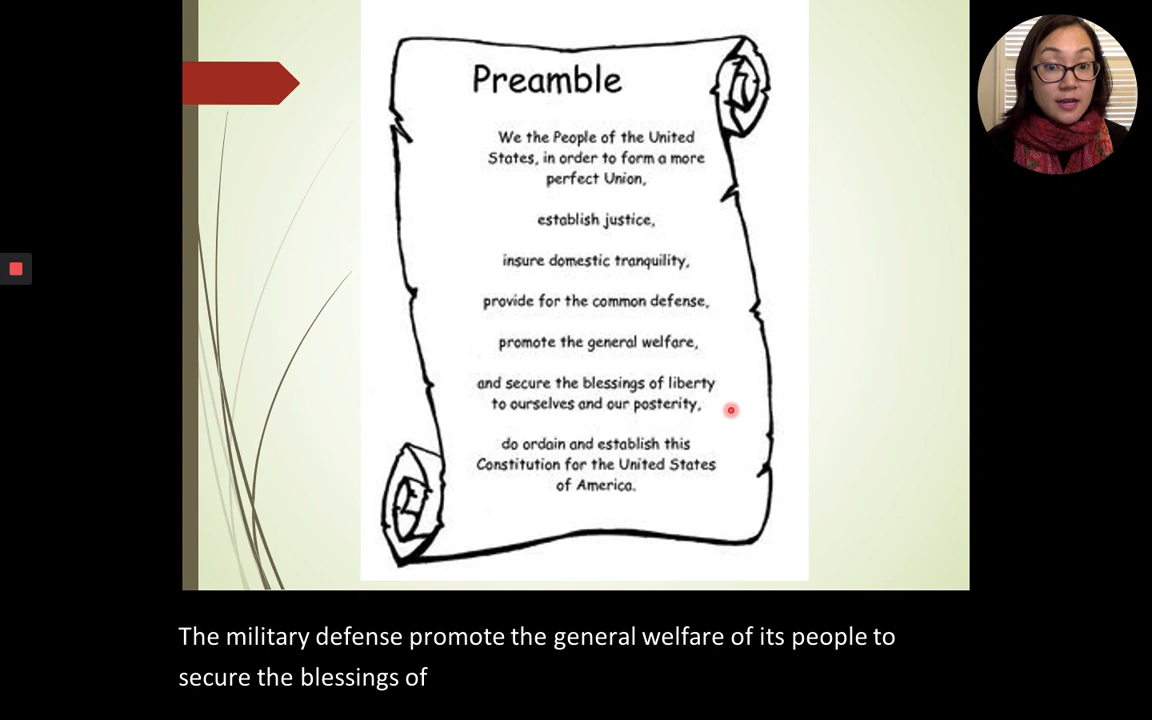 Preamble
We the People of the United
States, in order to form a more
perfect Union,
establish justice,
insure domestic tranquility,
provide for the common defense,
promote the general welfare,
and secure the blessings of liberty
to ourselves and our posterity,
do ordain and establish this
Constitution for the United States
of America.
The military defense promote the general welfare of its people to
secure the blessings of